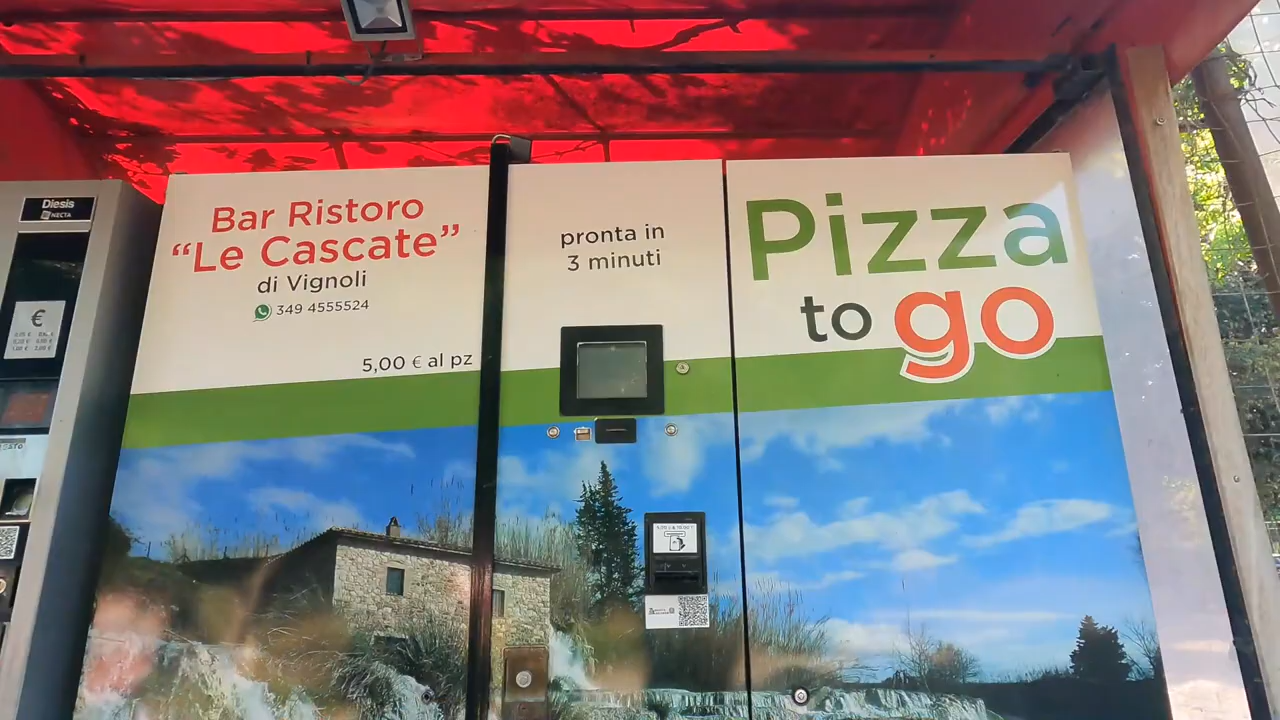 Diesis
NECTA
€
Bar Ristoro
“Le Cascate”
di Vignoli
349 4555524
5,00 € al pz
pronta in
3 minuti
Pizza
to go